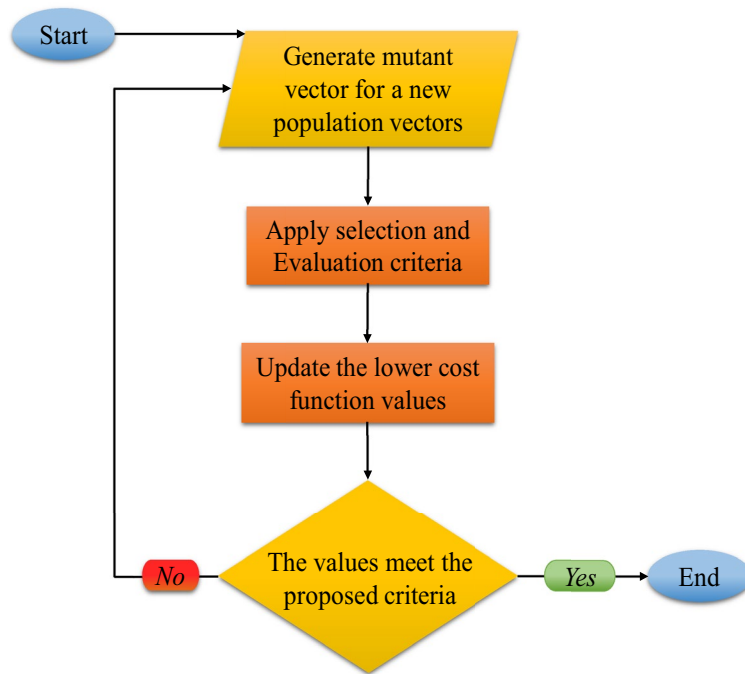 Start
Generate mutant
vector for a new
population vectors
Apply selection and
Evaluation criteria
Update the lower cost
function values
The values meet the
proposed criteria
No
Yes
End